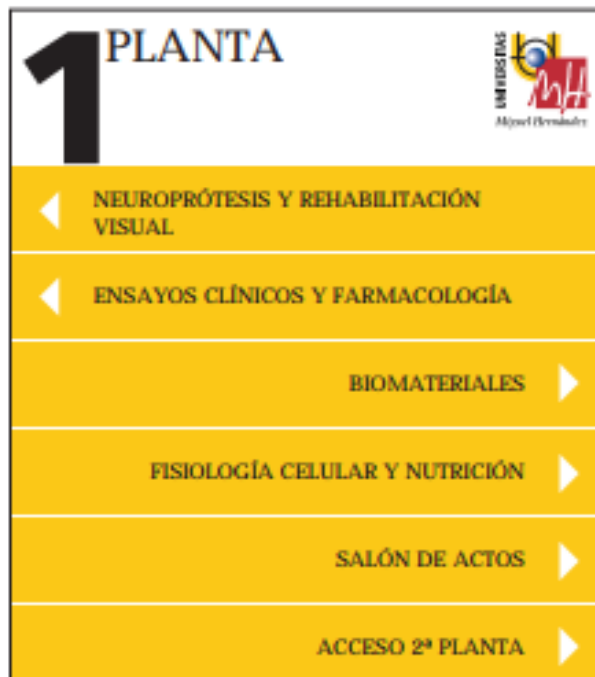 1 PLANTA
UNIVERSITAS
MH
Miguel Hernández
NEUROPRÓTESIS Y REHABILITACIÓN
VISUAL
ENSAYOS CLÍNICOS Y FARMACOLOGÍA
BIOMATERIALES
FISIOLOGÍA CELULAR Y NUTRICIÓN
SALÓN DE ACTOS
ACCESO 2ª PLANTA